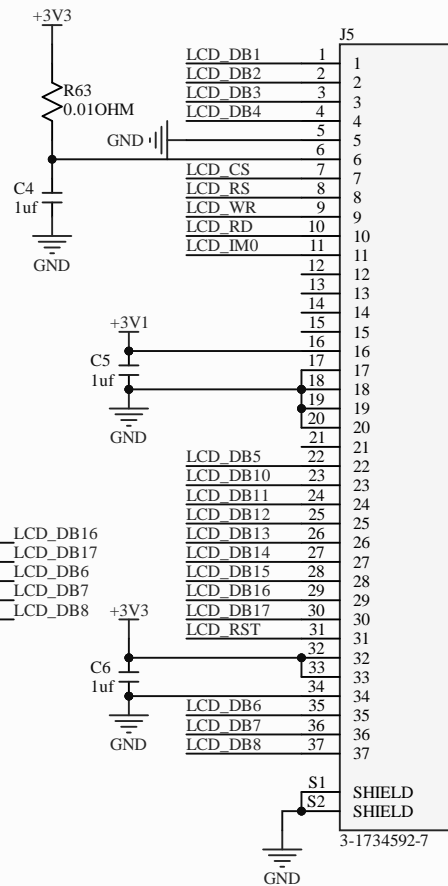 +3V3
R63
0.01OHM
GND
C4
1uf
GND
J5
LCD_DB1 1 1
LCD_DB2 2 2
LCD_DB3 3 3
LCD_DB4 4 4
5 5
6 6
LCD_CS 7 7
LCD_RS 8 8
LCD_WR 9 9
LCD_RD 10 10
LCD_IM0 11 11
12 12
13 13
14 14
15 15
+3V1
16 16
C5
1uf
17 17
18 18
19 19
20 20
GND
21 21
LCD_DB5 22 22
LCD_DB10 23 23
LCD_DB11 24 24
LCD_DB12 25 25
LCD_DB13 26 26
LCD_DB14 27 27
LCD_DB15 28 28
LCD_DB16 29 29
LCD_DB17 30 30
LCD_RST 31 31
LCD_DB16
LCD_DB17
LCD_DB6
LCD_DB7
LCD_DB8
+3V3
32 32
C6
1uf
33 33
34 34
GND
LCD_DB6 35 35
LCD_DB7 36 36
LCD_DB8 37 37
S1 SHIELD
S2 SHIELD
GND
3-1734592-7